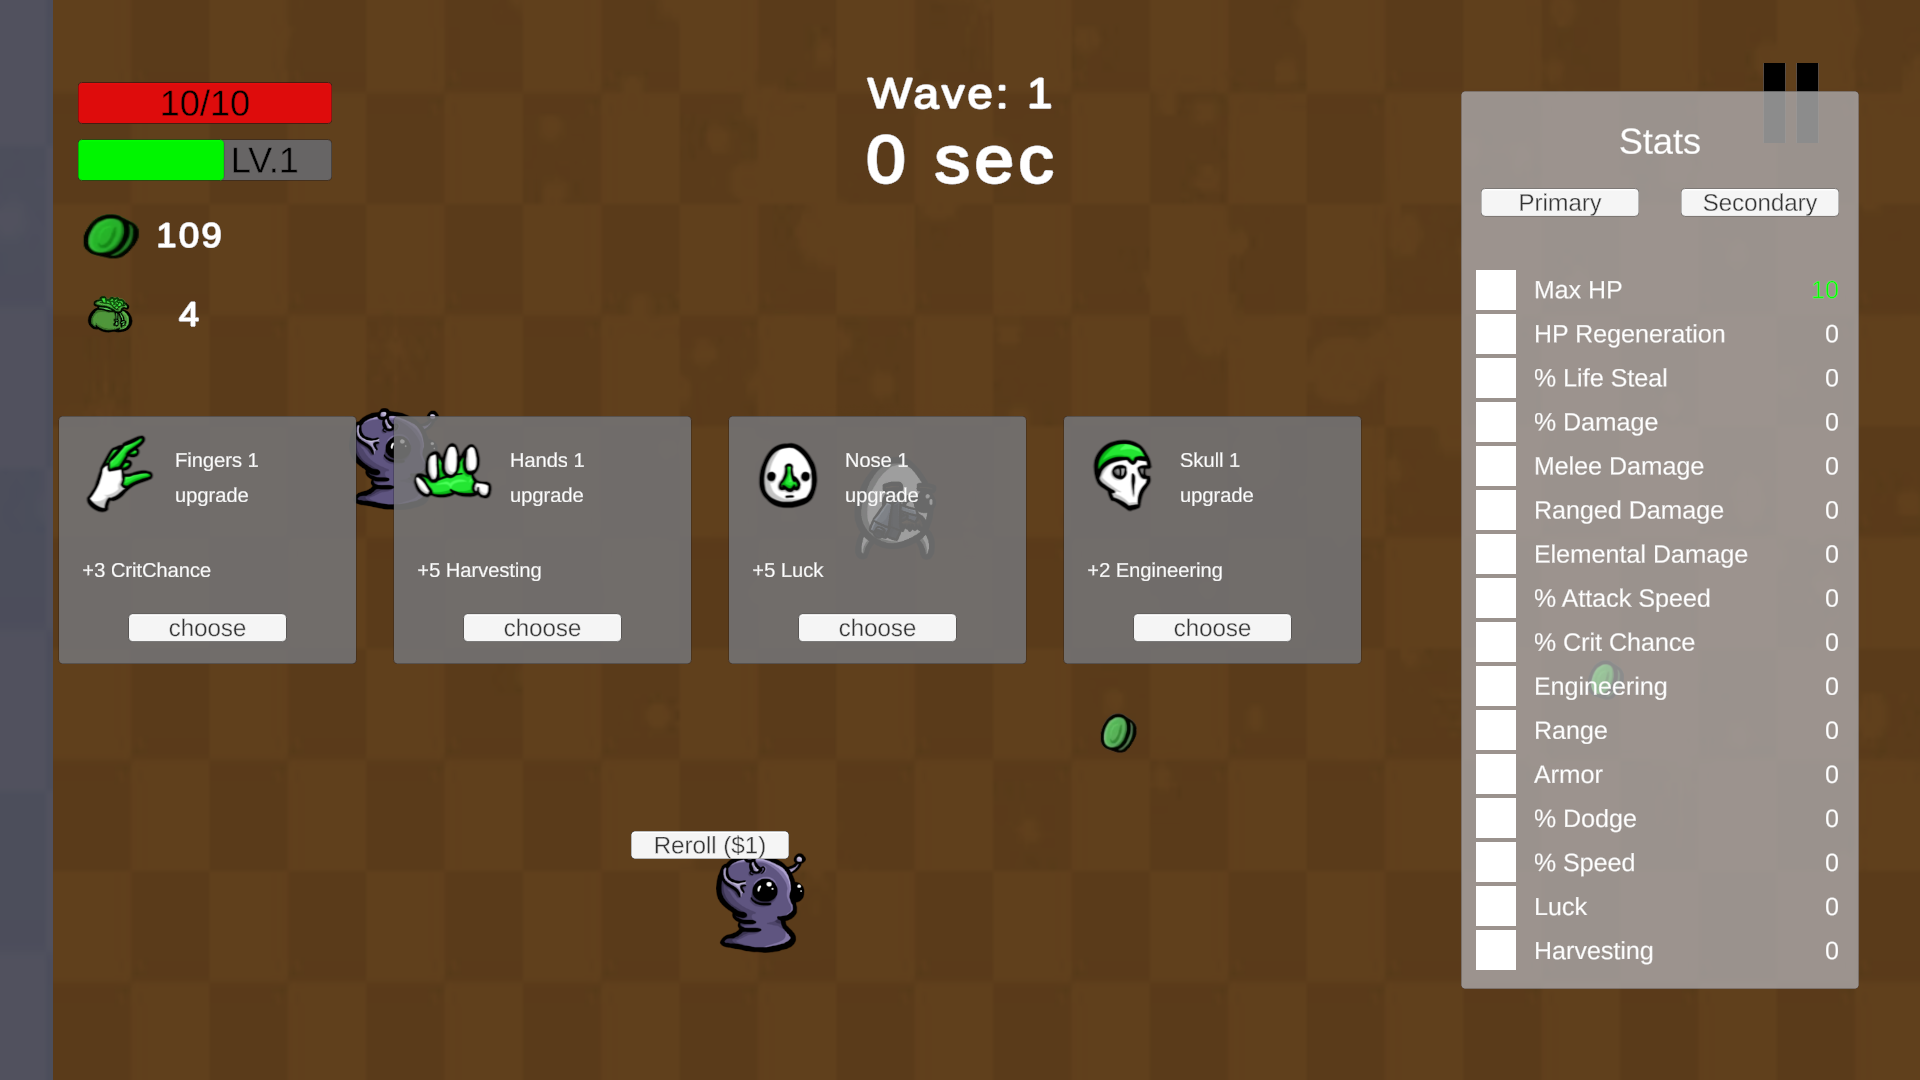 10/10
LV.1
109
4
Wave: 1
0 sec
Fingers 1
upgrade
+3 CritChance
choose
Hands 1
upgrade
+5 Harvesting
choose
Nose 1
upgrade
+5 Luck
choose
Skull 1
upgrade
+2 Engineering
choose
Reroll ($1)
Stats
Primary
Secondary
Max HP 10
HP Regeneration 0
% Life Steal 0
% Damage 0
Melee Damage 0
Ranged Damage 0
Elemental Damage 0
% Attack Speed 0
% Crit Chance 0
Engineering 0
Range 0
Armor 0
% Dodge 0
% Speed 0
Luck 0
Harvesting 0